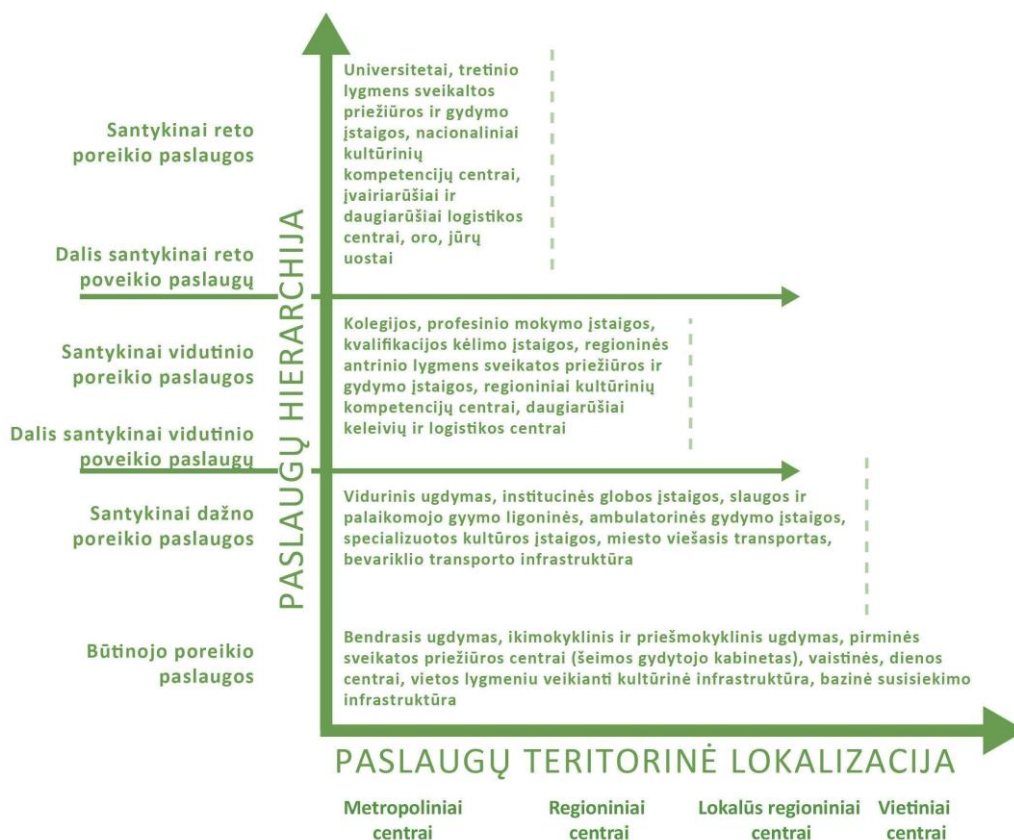 Santykinai reto
poreikio paslaugos
Dalis santykinai reto
poveikio paslaugų
Santykinai vidutinio
poreikio paslaugos
Dalis santykinai vidutinio
poveikio paslaugų
Santykinai dažno
poreikio paslaugos
Būtinojo poreikio
paslaugos
PASLAUGŲ HIERARCHIJA
Universitetai, tretinio
lygmens sveikaltos
priežiūros ir gydymo
įstaigos, nacionaliniai
kultūrinių
kompetencijų centrai,
įvairiarūšiai ir
daugiarūšiai logistikos
centrai, oro, jūrų
uostai
Kolegijos, profesinio mokymo įstaigos,
kvalifikacijos kėlimo įstaigos, regioninės
antrinio lygmens sveikatos priežiūros ir
gydymo įstaigos, regioniniai kultūrinių
kompetencijų centrai, daugiarūšiai
keleivių ir logistikos centrai
Vidurinis ugdymas, institucinės globos įstaigos, slaugos ir
palaikomojo gyymo ligoninės, ambulatorinės gydymo įstaigos,
specializuotos kultūros įstaigos, miesto viešasis transportas,
bevariklio transporto infrastruktūra
Bendrasis ugdymas, ikimokyklinis ir priešmokyklinis ugdymas, pirminės
sveikatos priežiūros centrai (šeimos gydytojo kabinetas), vaistinės, dienos
centrai, vietos lygmeniu veikianti kultūrinė infrastruktūra, bazinė susisiekimo
infrastruktūra
PASLAUGŲ TERITORINĖ LOKALIZACIJA
Metropoliniai
centrai
Regioniniai
centrai
Lokalūs regioniniai
centrai
Vietiniai
centrai